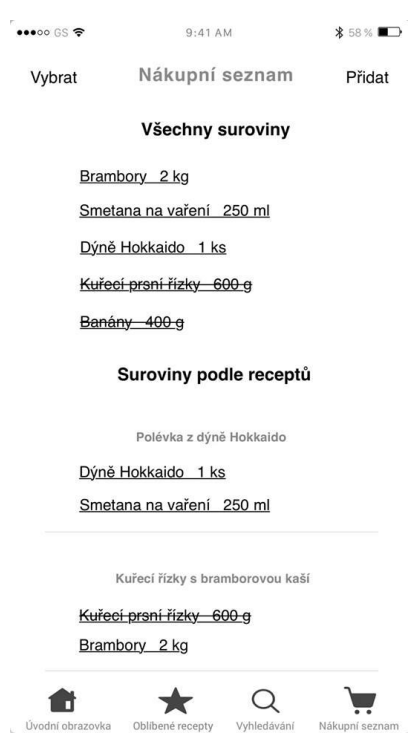 GS 9:41 AM 58 %
Vybrat Nákupní seznam Přidat
Všechny suroviny
Brambory 2 kg
Smetana na vaření 250 ml
Dýně Hokkaido 1 ks
Kuřecí prsní řízky 600 g
Banány 400 g
Suroviny podle receptů
Polévka z dýně Hokkaido
Dýně Hokkaido 1 ks
Smetana na vaření 250 ml
Kuřecí řízky s bramborovou kaší
Kuřecí prsní řízky 600 g
Brambory 2 kg
Úvodní obrazovka Oblíbené recepty Vyhledávání Nákupní seznam